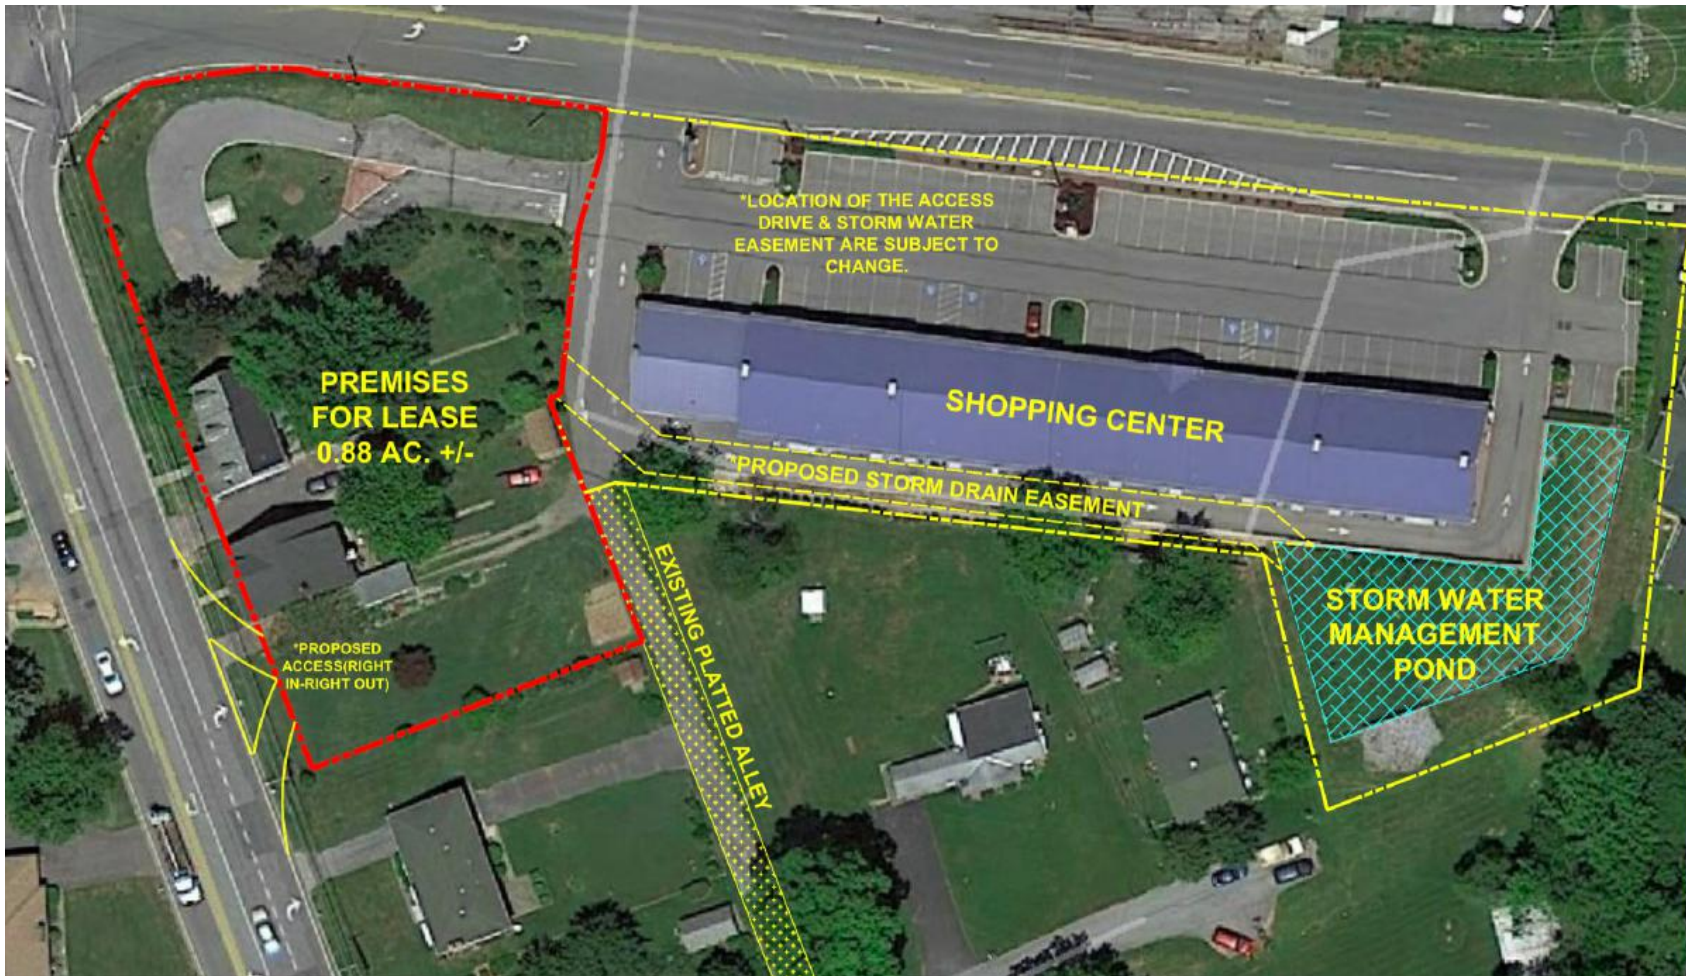 *LOCATION OF THE ACCESS
DRIVE & STORM WATER
EASEMENT ARE SUBJECT TO
CHANGE.
PREMISES
FOR LEASE
0.88 AC. +/-
SHOPPING CENTER
*PROPOSED STORM DRAIN EASEMENT
EXISTING PLATTED ALLEY
STORM WATER
MANAGEMENT
POND
*PROPOSED
ACCESS(RIGHT
IN-RIGHT OUT)